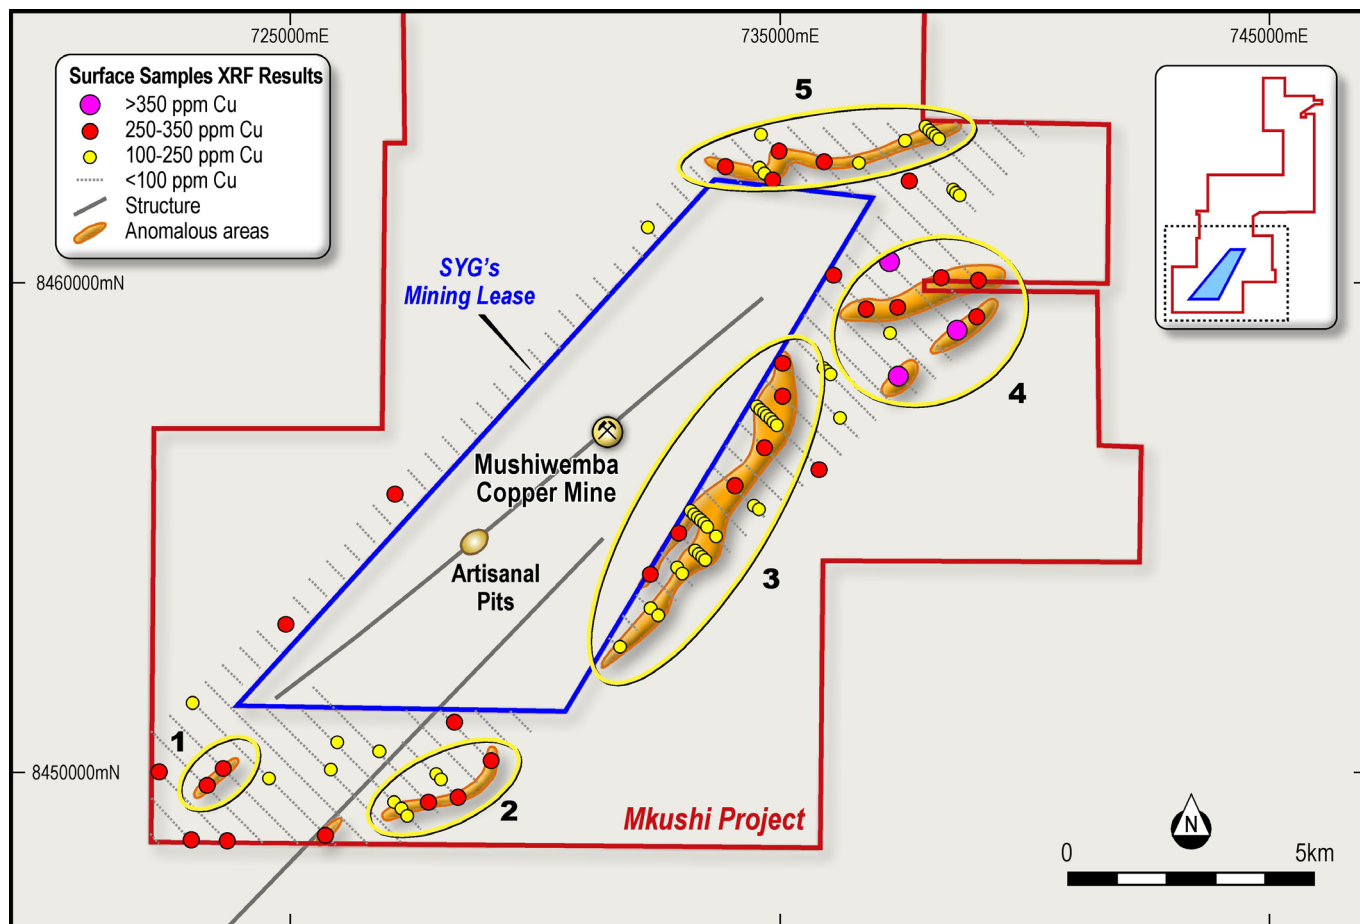 725000mE
735000mE
745000mE
Surface Samples XRF Results
>350 ppm Cu
250-350 ppm Cu
100-250 ppm Cu
<100 ppm Cu
Structure
Anomalous areas
5
SYG's
Mining Lease
8460000mN
4
Mushiwemba
Copper Mine
Artisanal
Pits
3
1
8450000mN
2
Mkushi Project
N
0
5km